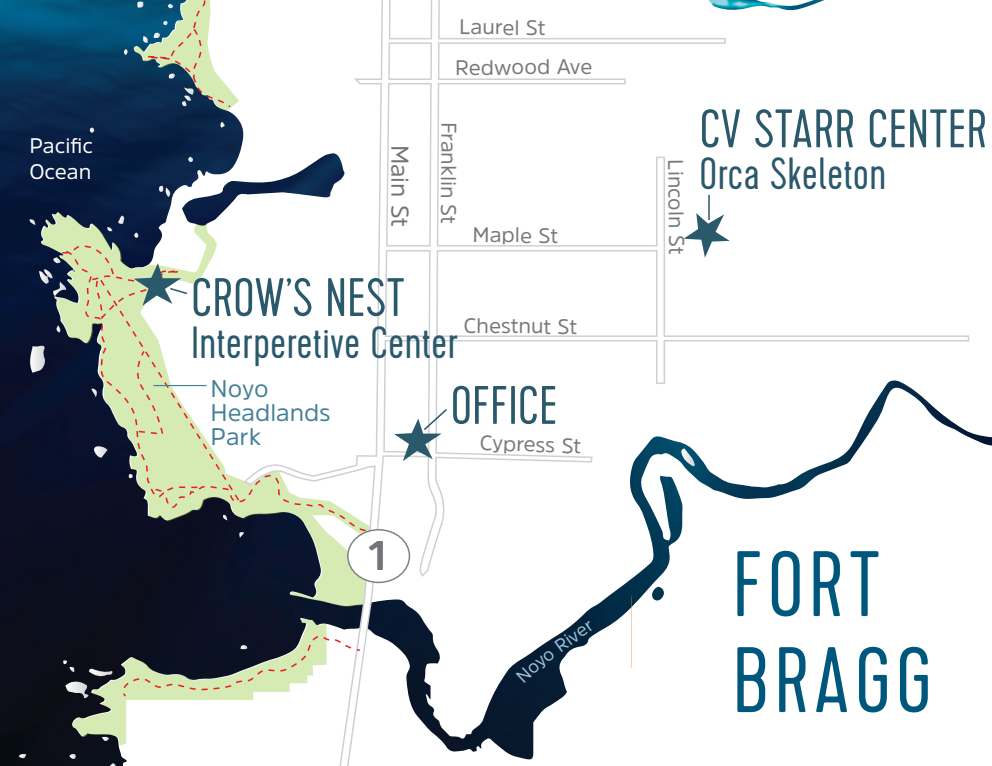 Laurel St
Redwood Ave
Pacific
Ocean
Main St
Franklin St
Lincoln St
CV STARR CENTER
Orca Skeleton
Maple St
CROW'S NEST
Interperetive Center
Chestnut St
Noyo
Headlands
Park
OFFICE
Cypress St
1
FORT
BRAGG
Noyo River